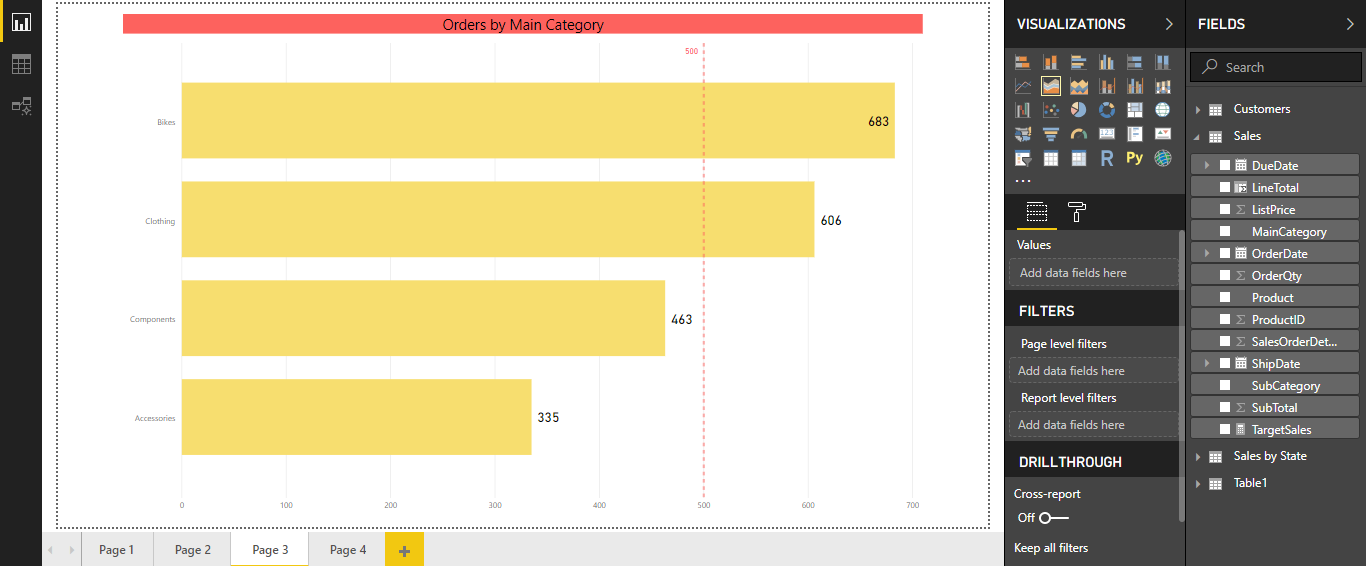 Orders by Main Category
500
Bikes
683
Clothing
606
Components
463
Accessories
335
0 100 200 300 400 500 600 700
Page 1 Page 2 Page 3 Page 4 +
VISUALIZATIONS
R Py
...
Values
Add data fields here
FILTERS
Page level filters
Add data fields here
Report level filters
Add data fields here
DRILLTHROUGH
Cross-report
Off
Keep all filters
FIELDS
Search
Customers
Sales
DueDate
LineTotal
Σ ListPrice
MainCategory
OrderDate
Σ OrderQty
Product
Σ ProductID
Σ SalesOrderDet...
ShipDate
SubCategory
Σ SubTotal
TargetSales
Sales by State
Table1